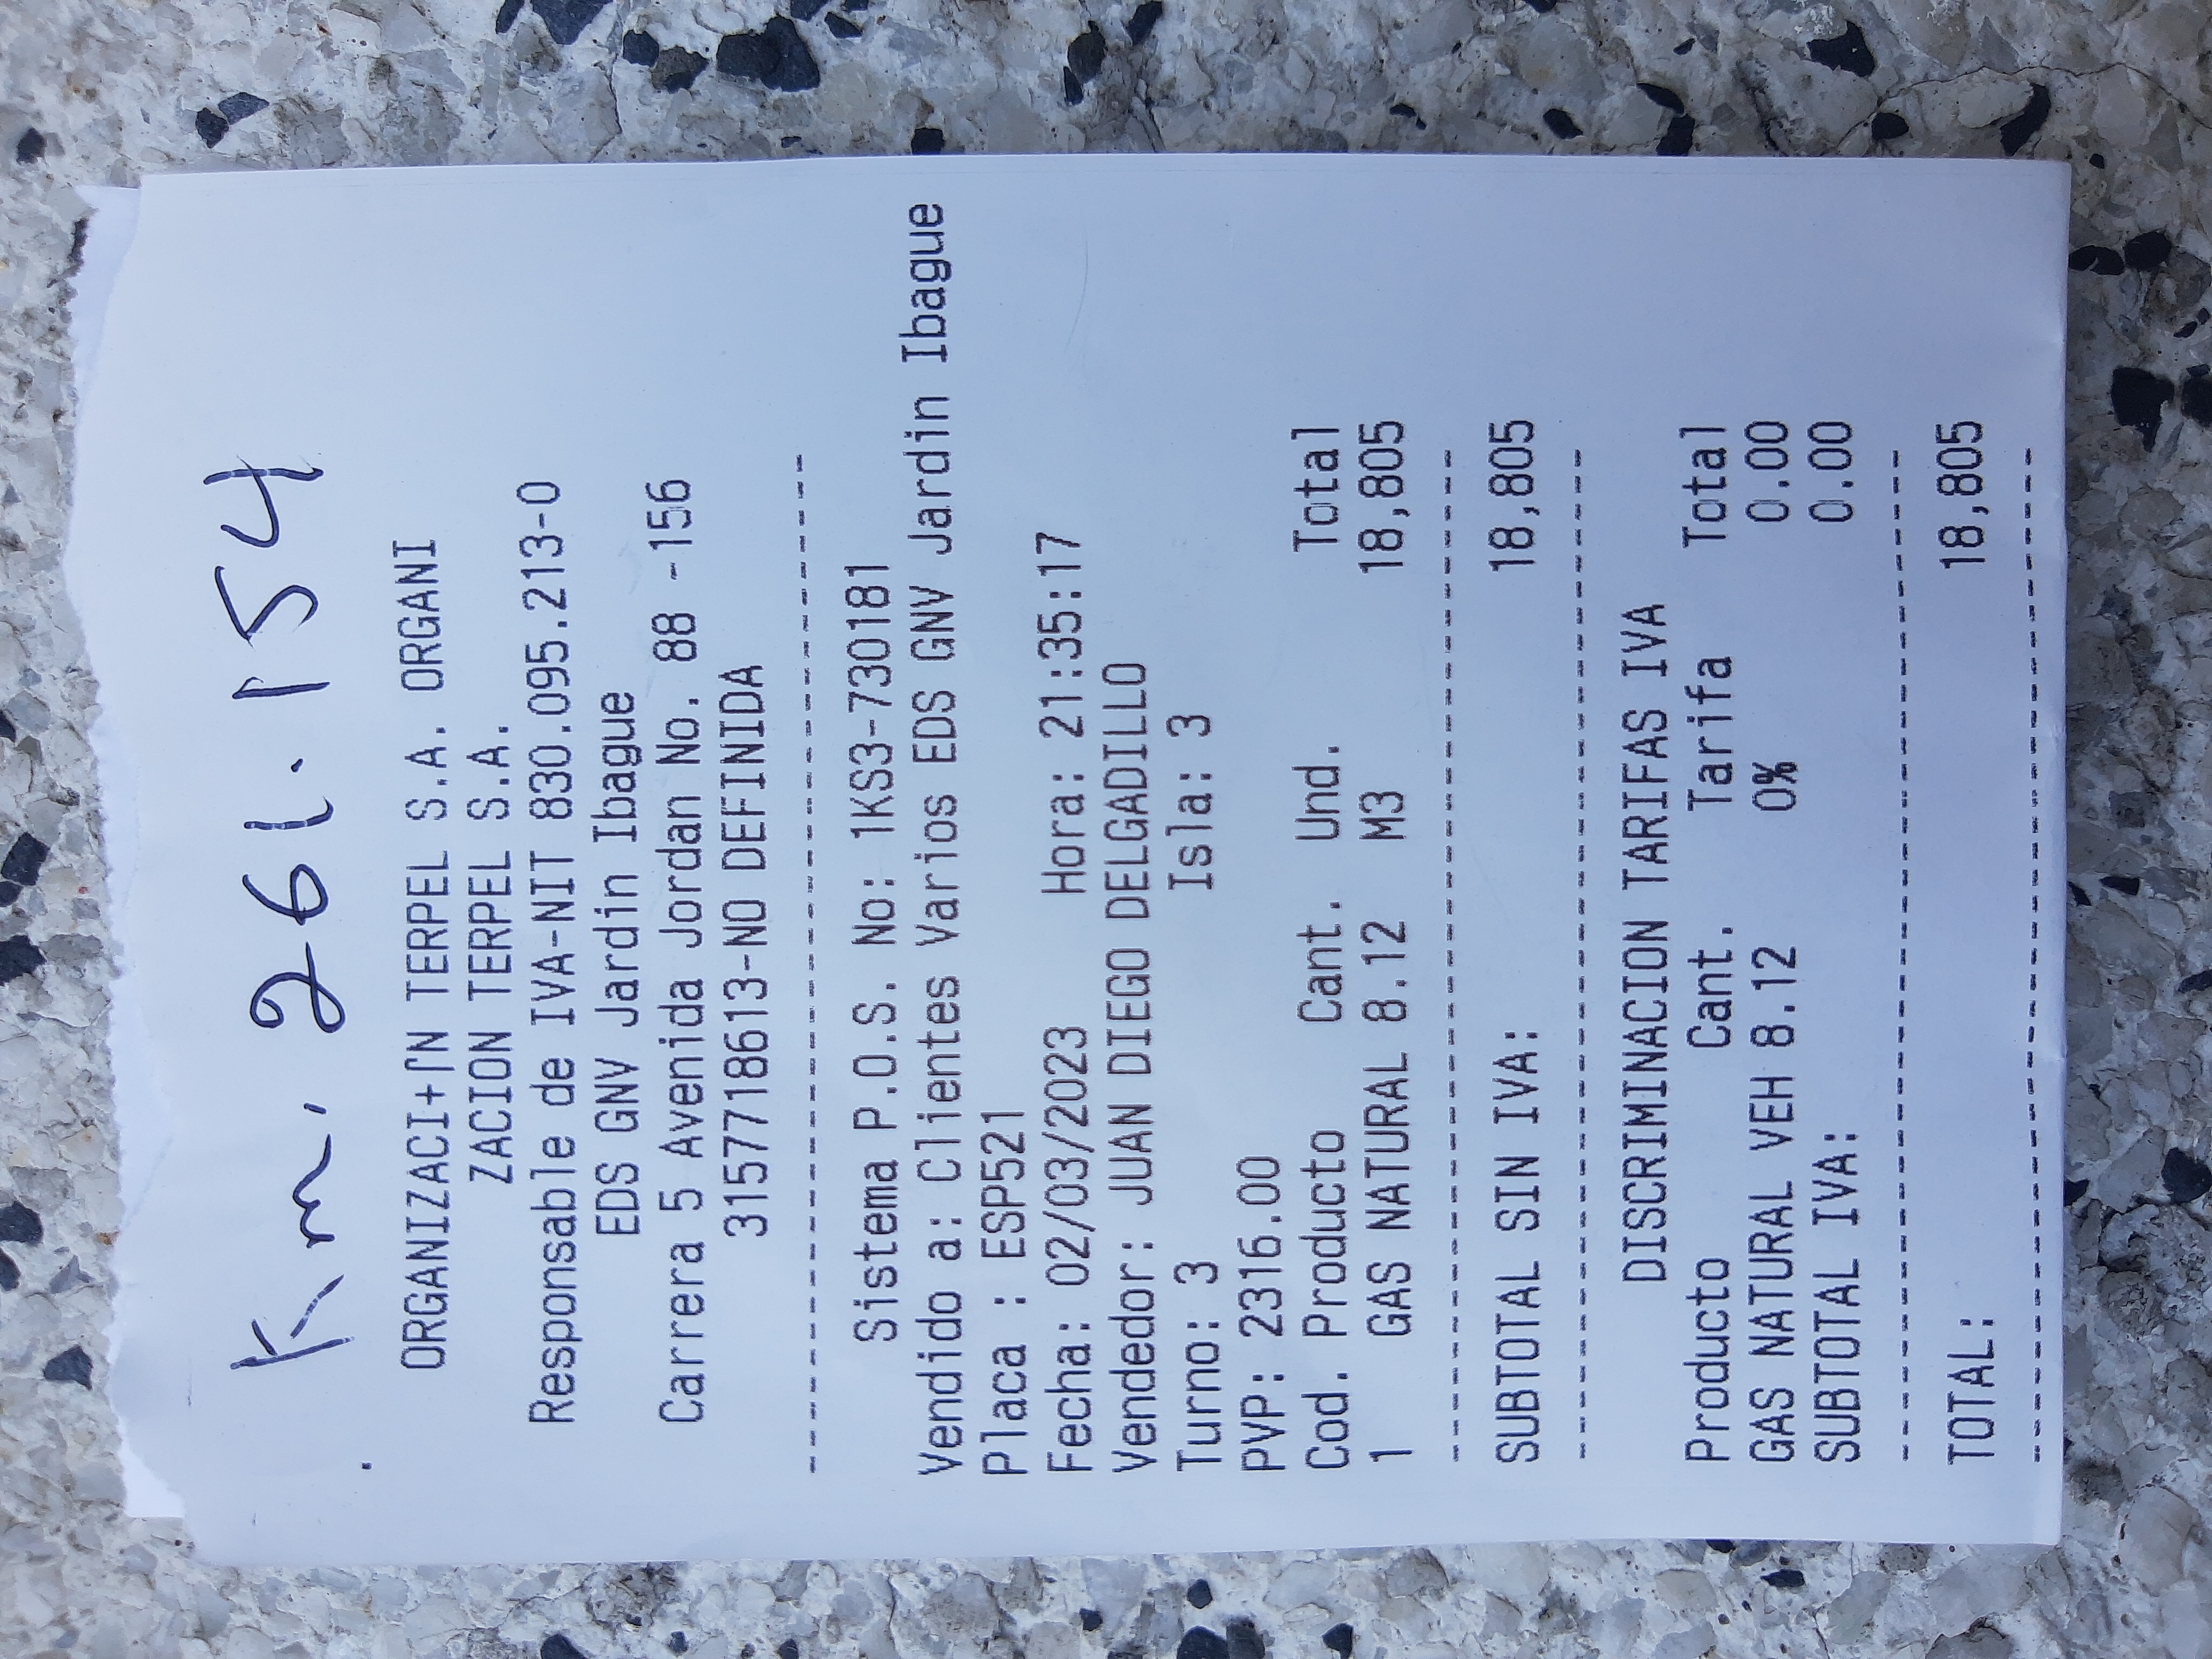 Km. 261.154
ORGANIZACI+ΓN TERPEL S.A. ORGANI
ZACION TERPEL S.A.
Responsable de IVA-NIT 830.095.213-0
EDS GNV Jardin Ibague
Carrera 5 Avenida Jordan No. 88 -156
3157718613-NO DEFINIDA
--------------------------------
Sistema P.O.S. No: 1KS3-730181
Vendido a: Clientes Varios EDS GNV Jardin Ibague
Placa : ESP521
Fecha: 02/03/2023 Hora: 21:35:17
Vendedor: JUAN DIEGO DELGADILLO
Turno: 3 Isla: 3
PVP: 2316.00
Cod. Producto Cant. Und. Total
1 GAS NATURAL 8.12 M3 18,805
--------------------------------
SUBTOTAL SIN IVA: 18,805
--------------------------------
DISCRIMINACION TARIFAS IVA
Producto Cant. Tarifa Total
GAS NATURAL VEH 8.12 0% 0.00
SUBTOTAL IVA: 0.00
--------------------------------
TOTAL: 18,805
--------------------------------